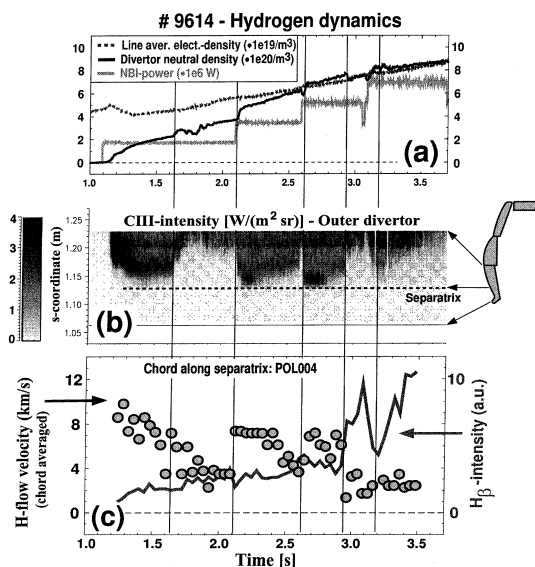 # 9614 - Hydrogen dynamics
10
8
6
4
2
0
Line aver. elect.-density (•1e19/m³)
Divertor neutral density (•1e20/m³)
NBI-power (•1e6 W)
(a)
10
8
6
4
2
0
1.0 1.5 2.0 2.5 3.0 3.5
4
3
2
1
0
s-coordinate (m)
1.25
1.20
1.15
1.10
1.05
CIII-intensity [W/(m² sr)] - Outer divertor
Separatrix
(b)
H-flow velocity (km/s)
(chord averaged)
12
8
4
0
Chord along separatrix: POL004
(c)
10
5
0
Hβ-intensity (a.u.)
1.0 1.5 2.0 2.5 3.0 3.5
Time [s]